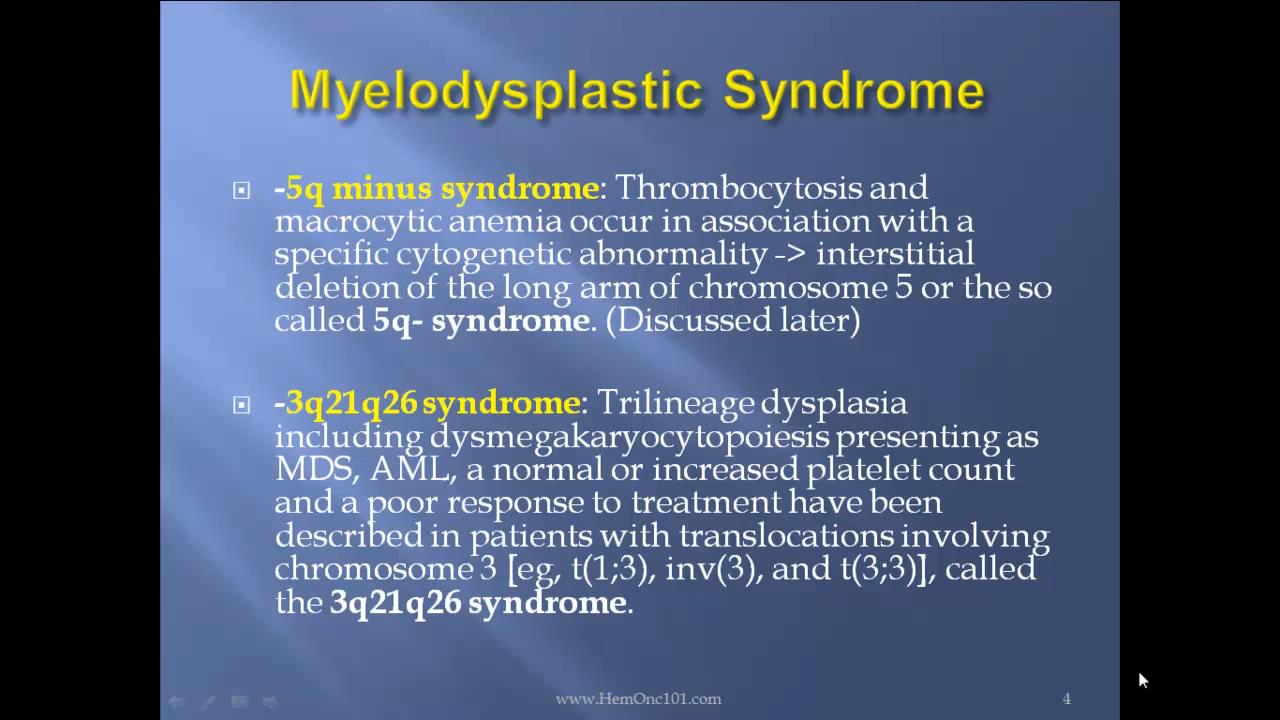 Myelodysplastic Syndrome
-5q minus syndrome: Thrombocytosis and
macrocytic anemia occur in association with a
specific cytogenetic abnormality -> interstitial
deletion of the long arm of chromosome 5 or the so
called 5q- syndrome. (Discussed later)
-3q21q26 syndrome: Trilineage dysplasia
including dysmegakaryocytopoiesis presenting as
MDS, AML, a normal or increased platelet count
and a poor response to treatment have been
described in patients with translocations involving
chromosome 3 [eg, t(1;3), inv(3), and t(3;3)], called
the 3q21q26 syndrome.
www.HemOnc101.com
4